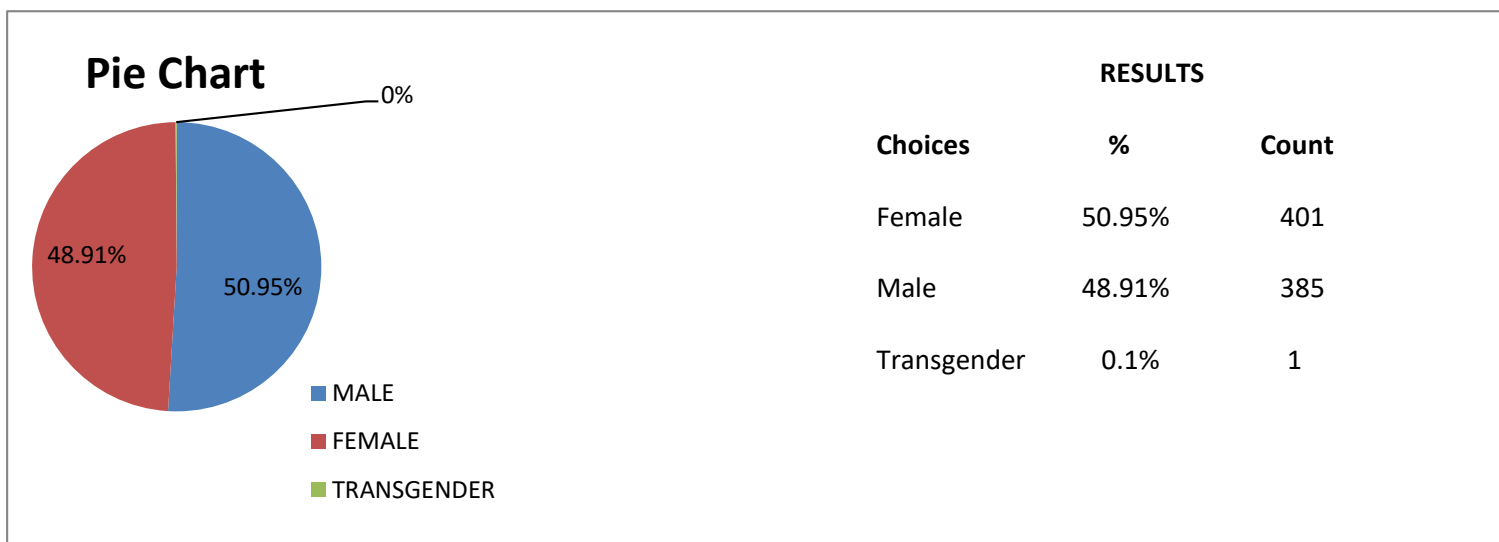 Pie Chart
0%
48.91%
50.95%
MALE
FEMALE
TRANSGENDER
RESULTS
Choices % Count
Female 50.95% 401
Male 48.91% 385
Transgender 0.1% 1